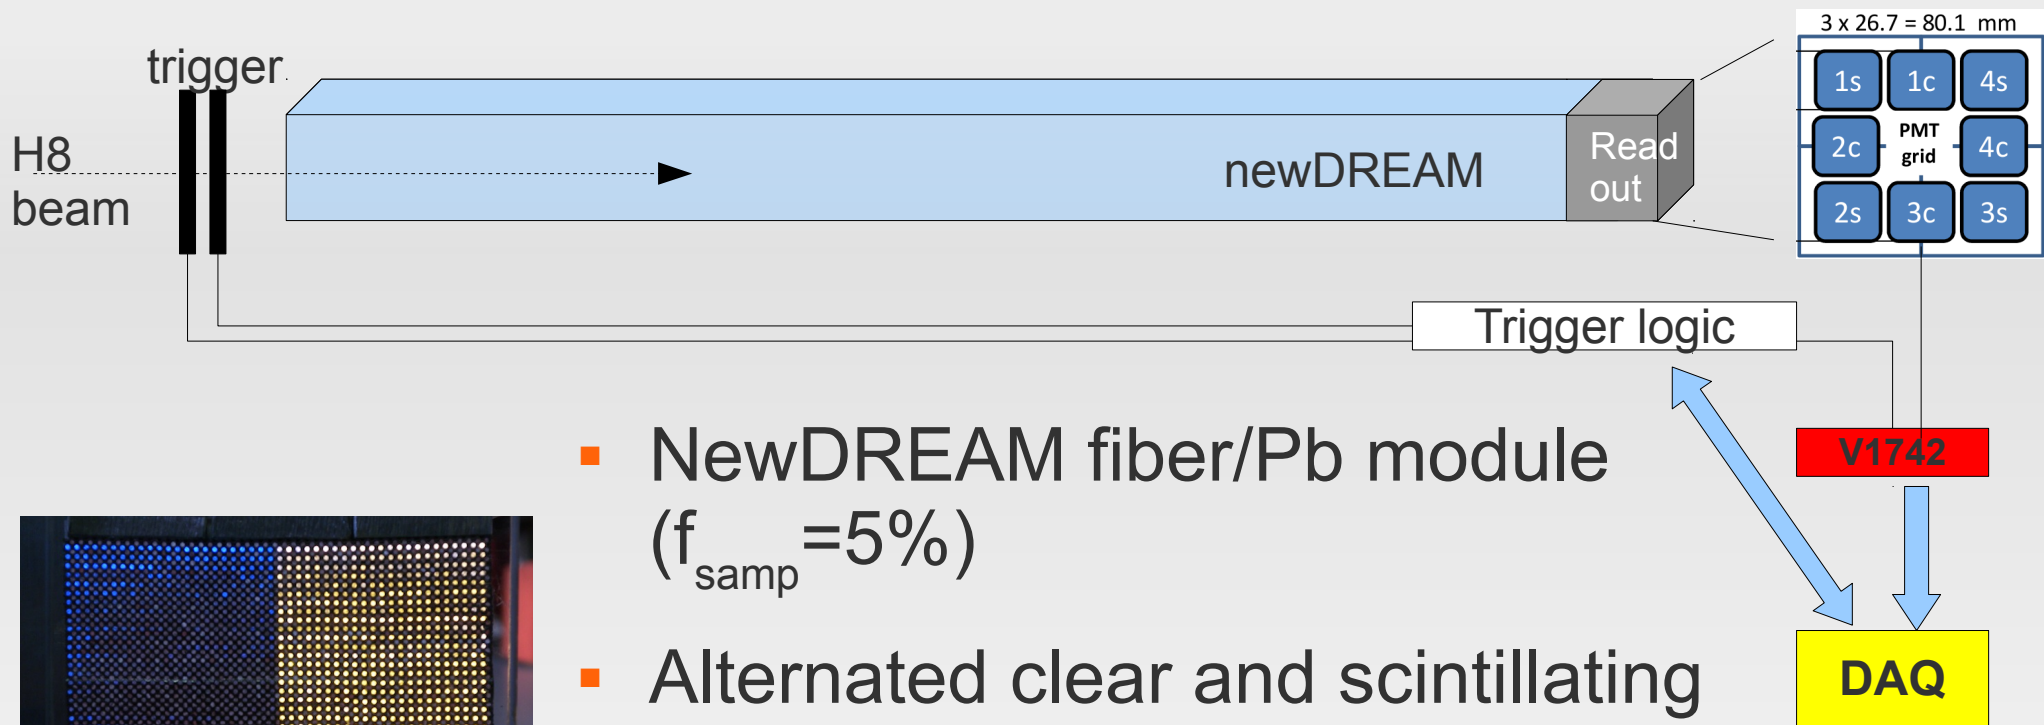 3 x 26.7 = 80.1 mm
trigger
1s 1c 4s
H8
beam
newDREAM
Read
out
2c PMT
grid 4c
2s 3c 3s
Trigger logic
▪ NewDREAM fiber/Pb module
(fsamp=5%)
V1742
▪ Alternated clear and scintillating
DAQ